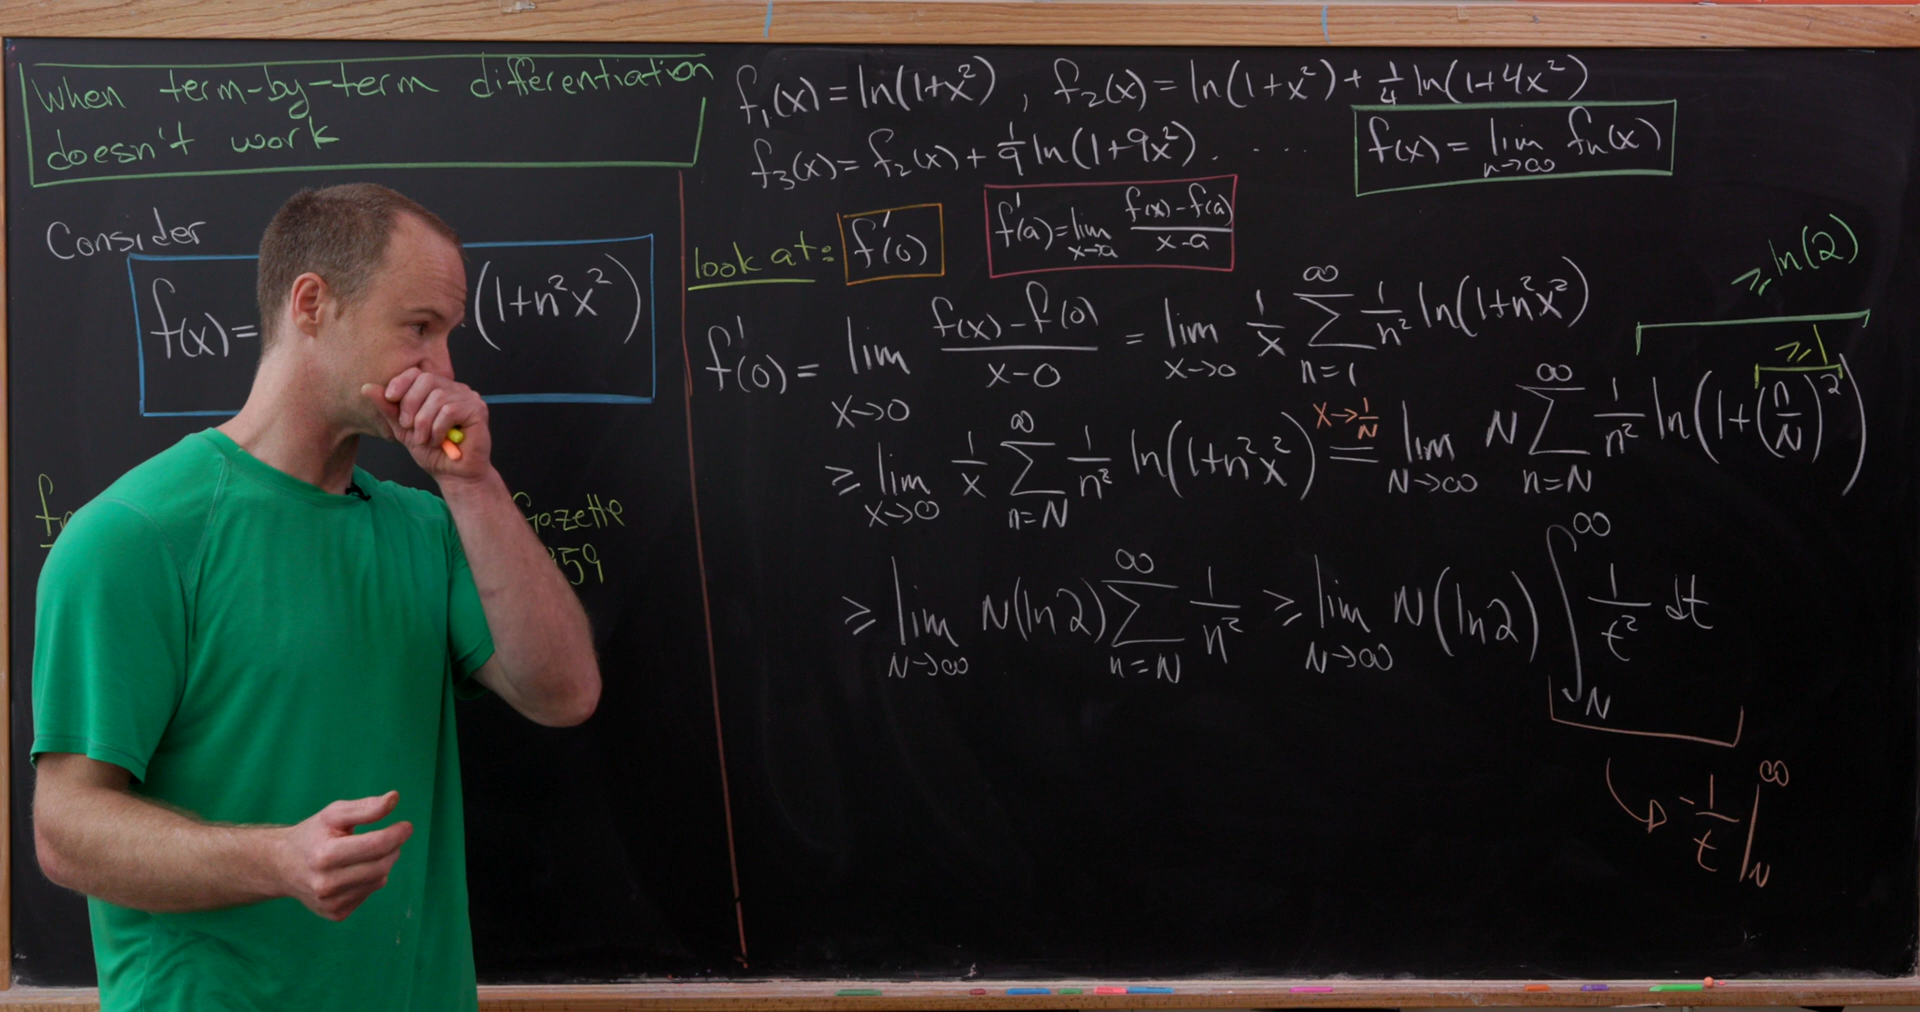 When term-by-term differentiation
doesn't work
Consider
f(x)= (1+n²x²)
Gazette
59
f₁(x)=ln(1+x²) , f₂(x)=ln(1+x²)+ 1/4 ln(1+4x²)
f₃(x)= f₂(x)+ 1/9 ln(1+9x²). . . . .
f(x)= lim n→∞ fn(x)
look at: f'(0)
f'(a)=lim x→a (f(x)-f(a))/(x-a)
f'(0)= lim x→0 (f(x)-f(0))/(x-0) = lim x→0 1/x ∑ n=1 ∞ 1/n² ln(1+n²x²)
≥ ln(2)
≥1
≥ lim x→0 1/x ∑ n=N ∞ 1/n² ln(1+n²x²) x→1/N = lim N→∞ N ∑ n=N ∞ 1/n² ln(1+(n/N)²)
≥ lim N→∞ N(ln2) ∑ n=N ∞ 1/n² ≥ lim N→∞ N(ln2) ∫ N ∞ 1/t² dt
-1/t | N ∞